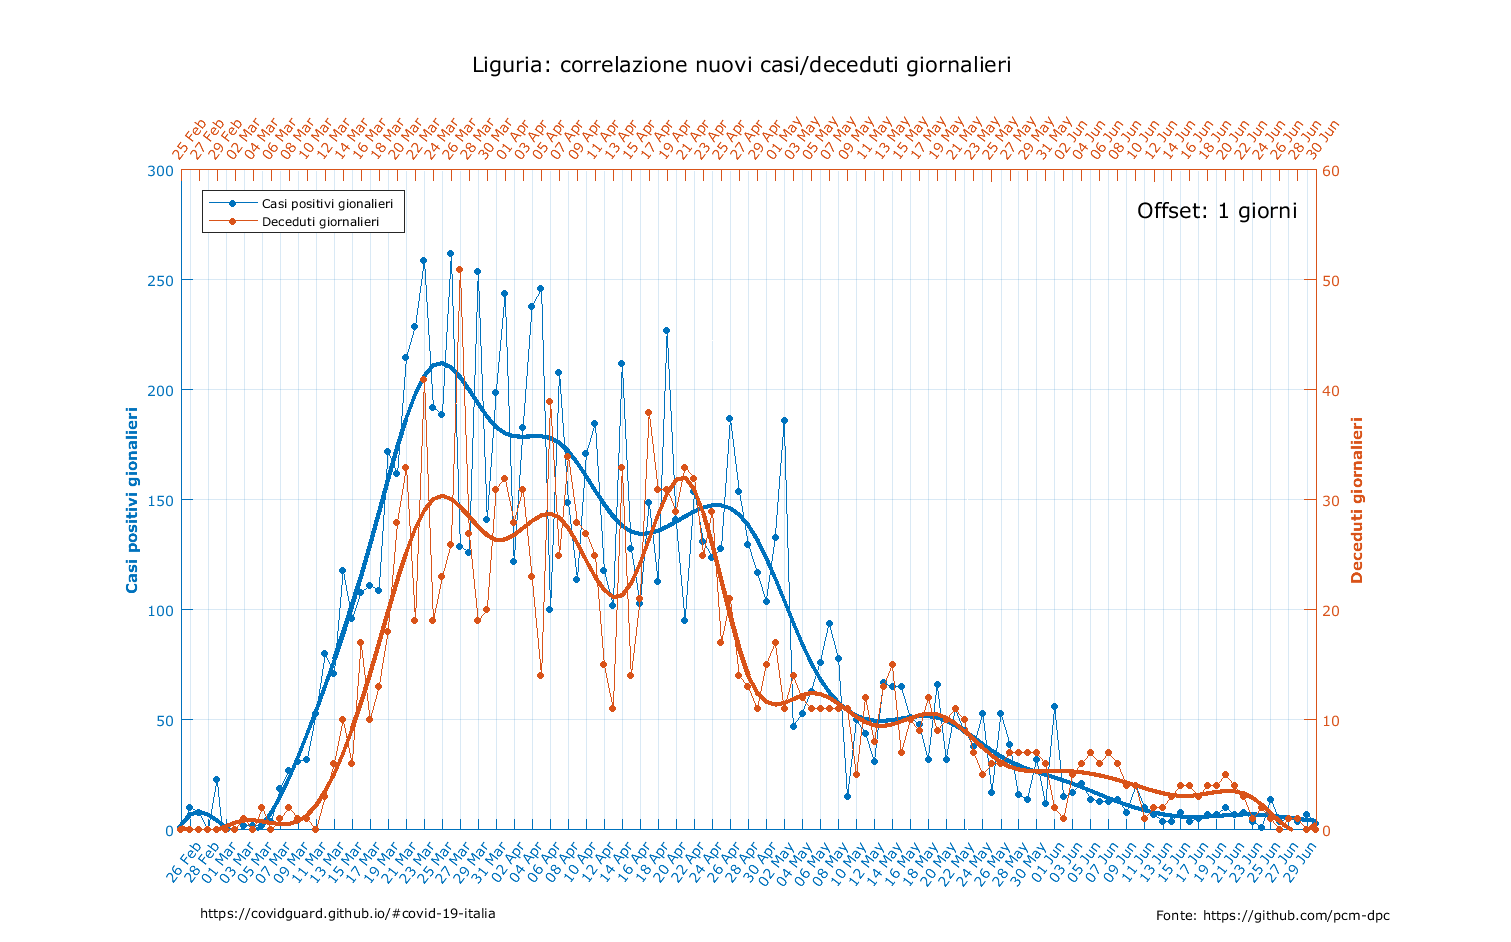 Liguria: correlazione nuovi casi/deceduti giornalieri
25 Feb
27 Feb
29 Feb
02 Mar
04 Mar
06 Mar
08 Mar
10 Mar
12 Mar
14 Mar
16 Mar
18 Mar
20 Mar
22 Mar
24 Mar
26 Mar
28 Mar
30 Mar
01 Apr
03 Apr
05 Apr
07 Apr
09 Apr
11 Apr
13 Apr
15 Apr
17 Apr
19 Apr
21 Apr
23 Apr
25 Apr
27 Apr
29 Apr
01 May
03 May
05 May
07 May
09 May
11 May
13 May
15 May
17 May
19 May
21 May
23 May
25 May
27 May
29 May
31 May
02 Jun
04 Jun
06 Jun
08 Jun
10 Jun
12 Jun
14 Jun
16 Jun
18 Jun
20 Jun
22 Jun
24 Jun
26 Jun
28 Jun
30 Jun
Casi positivi gionalieri
Deceduti giornalieri
Offset: 1 giorni
300
250
200
150
100
50
0
Casi positivi gionalieri
60
50
40
30
20
10
0
Deceduti giornalieri
26 Feb
28 Feb
01 Mar
03 Mar
05 Mar
07 Mar
09 Mar
11 Mar
13 Mar
15 Mar
17 Mar
19 Mar
21 Mar
23 Mar
25 Mar
27 Mar
29 Mar
31 Mar
02 Apr
04 Apr
06 Apr
08 Apr
10 Apr
12 Apr
14 Apr
16 Apr
18 Apr
20 Apr
22 Apr
24 Apr
26 Apr
28 Apr
30 Apr
02 May
04 May
06 May
08 May
10 May
12 May
14 May
16 May
18 May
20 May
22 May
24 May
26 May
28 May
30 May
01 Jun
03 Jun
05 Jun
07 Jun
09 Jun
11 Jun
13 Jun
15 Jun
17 Jun
19 Jun
21 Jun
23 Jun
25 Jun
27 Jun
29 Jun
https://covidguard.github.io/#covid-19-italia
Fonte: https://github.com/pcm-dpc